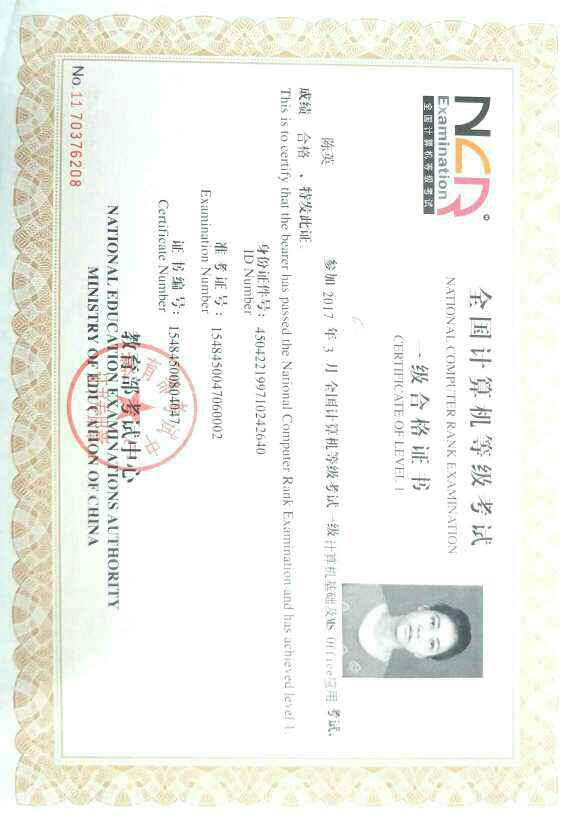 NCR
Examination
全国计算机等级考试
全国计算机等级考试
NATIONAL COMPUTER RANK EXAMINATION
一级合格证书
CERTIFICATE OF LEVEL 1
陈英 参加 2017 年 3 月全国计算机等级考试一级计算机基础及MS Office应用 考试,
成绩 合格 ,特发此证。
This is to certify that the bearer has passed the National Computer Rank Examination and has achieved level 1.
身份证件号: 450422199710242640
ID Number
准考证号: 1548450047060002
Examination Number
证书编号: 15484500804047
Certificate Number
教育部考试中心
NATIONAL EDUCATION EXAMINATIONS AUTHORITY
MINISTRY OF EDUCATION OF CHINA
No.11 70376208